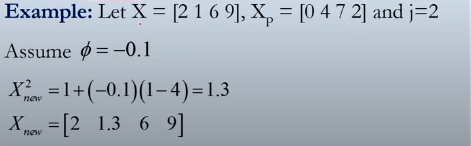 Example: Let X = [2 1 6 9], Xₚ = [0 4 7 2] and j=2
Assume ϕ = −0.1
X²ₙₑw = 1+(−0.1)(1−4)=1.3
Xₙₑw = [2 1.3 6 9]